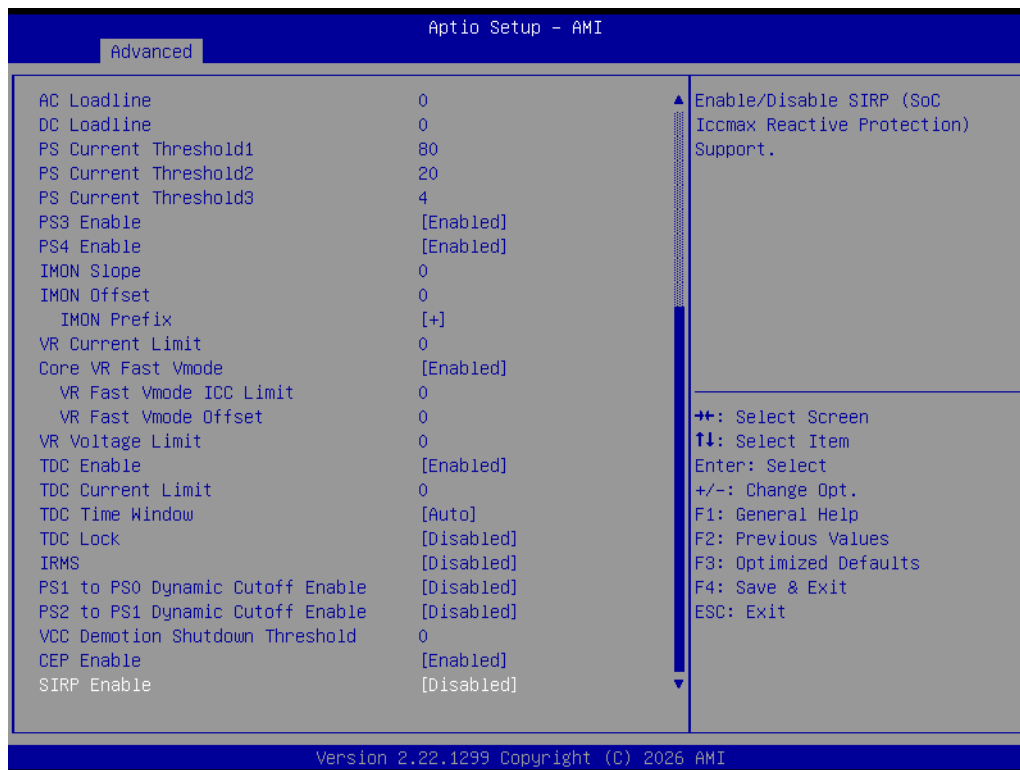 Aptio Setup – AMI
Advanced
AC Loadline 0
DC Loadline 0
PS Current Threshold1 80
PS Current Threshold2 20
PS Current Threshold3 4
PS3 Enable [Enabled]
PS4 Enable [Enabled]
IMON Slope 0
IMON Offset 0
IMON Prefix [+]
VR Current Limit 0
Core VR Fast Vmode [Enabled]
VR Fast Vmode ICC Limit 0
VR Fast Vmode Offset 0
VR Voltage Limit 0
TDC Enable [Enabled]
TDC Current Limit 0
TDC Time Window [Auto]
TDC Lock [Disabled]
IRMS [Disabled]
PS1 to PS0 Dynamic Cutoff Enable [Disabled]
PS2 to PS1 Dynamic Cutoff Enable [Disabled]
VCC Demotion Shutdown Threshold 0
CEP Enable [Enabled]
SIRP Enable [Disabled]
Enable/Disable SIRP (SoC
Iccmax Reactive Protection)
Support.
→←: Select Screen
↑↓: Select Item
Enter: Select
+/-: Change Opt.
F1: General Help
F2: Previous Values
F3: Optimized Defaults
F4: Save & Exit
ESC: Exit
Version 2.22.1299 Copyright (C) 2026 AMI